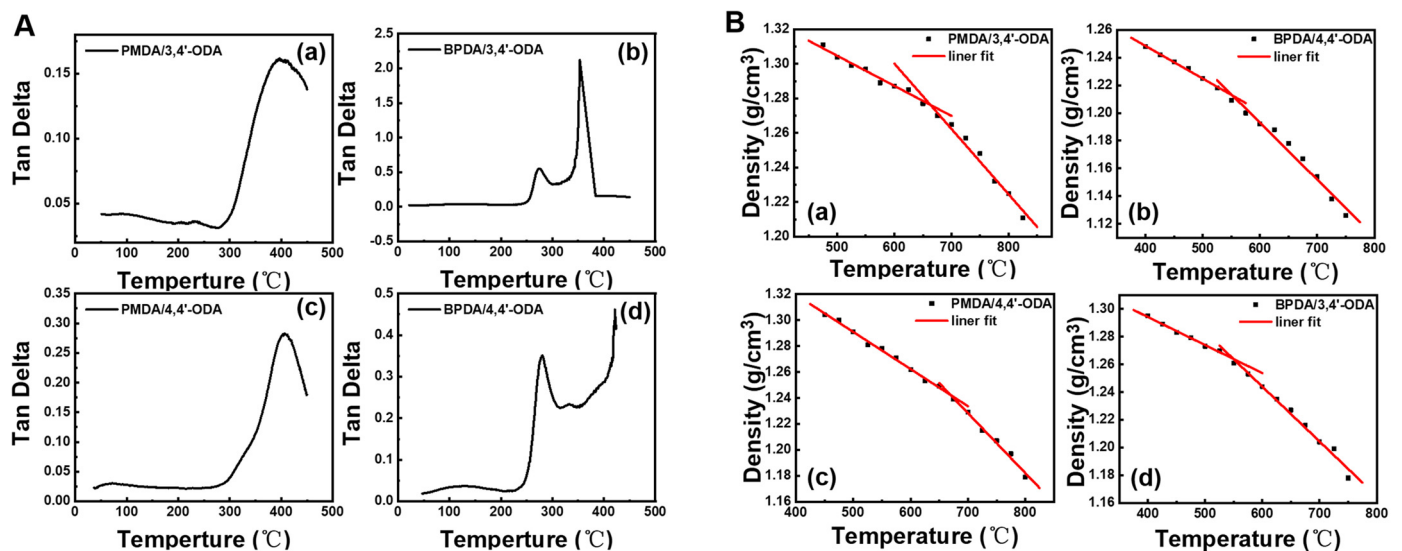 A
PMDA/3,4'-ODA
(a)
0.15
0.10
0.05
Tan Delta
0 100 200 300 400 500
Temperture (℃)
BPDA/3,4'-ODA
(b)
2.5
2.0
1.5
1.0
0.5
0.0
-0.5
Tan Delta
0 100 200 300 400 500
Temperture (℃)
PMDA/4,4'-ODA
(c)
0.35
0.30
0.25
0.20
0.15
0.10
0.05
0.00
Tan Delta
0 100 200 300 400 500
Temperture (℃)
BPDA/4,4'-ODA
(d)
0.5
0.4
0.3
0.2
0.1
0.0
Tan Delta
0 100 200 300 400 500
Temperture (℃)
B
PMDA/3,4'-ODA
liner fit
1.32
1.30
1.28
1.26
1.24
1.22
1.20
Density (g/cm3)
(a)
500 600 700 800
Temperature (℃)
BPDA/4,4'-ODA
liner fit
1.26
1.24
1.22
1.20
1.18
1.16
1.14
1.12
Density (g/cm3)
(b)
400 500 600 700 800
Temperature (℃)
PMDA/4,4'-ODA
liner fit
1.32
1.30
1.28
1.26
1.24
1.22
1.20
1.18
1.16
Density (g/cm3)
(c)
400 500 600 700 800
Temperature (℃)
BPDA/3,4'-ODA
liner fit
1.30
1.28
1.26
1.24
1.22
1.20
1.18
1.16
Density (g/cm3)
(d)
400 500 600 700 800
Temperature (℃)